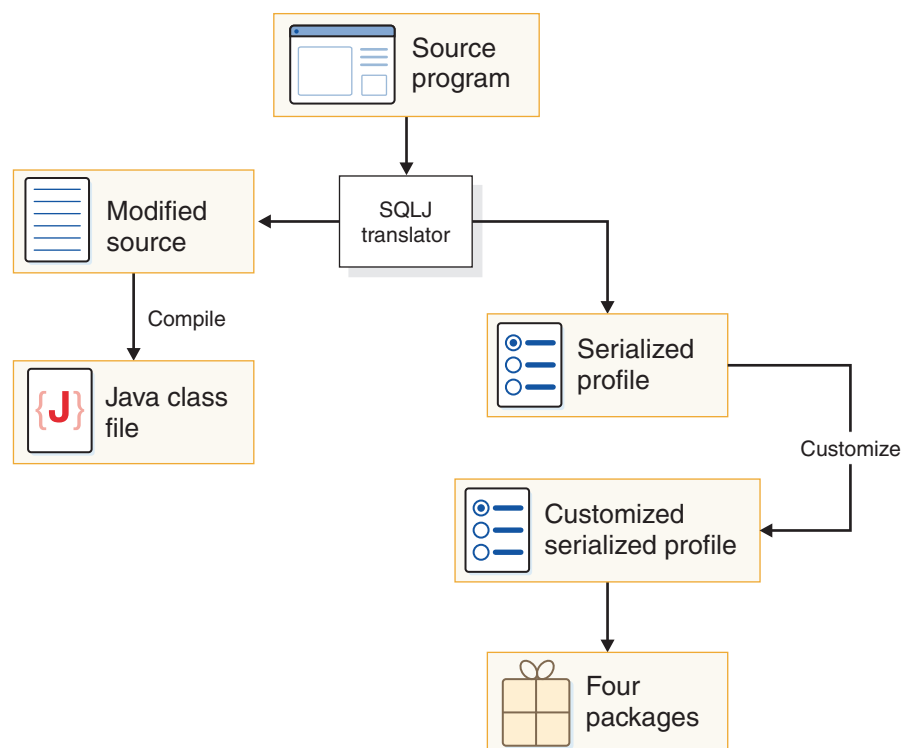 Source
program
SQLJ
translator
Modified
source
Compile
Serialized
profile
{J}
Java class
file
Customize
Customized
serialized profile
Four
packages